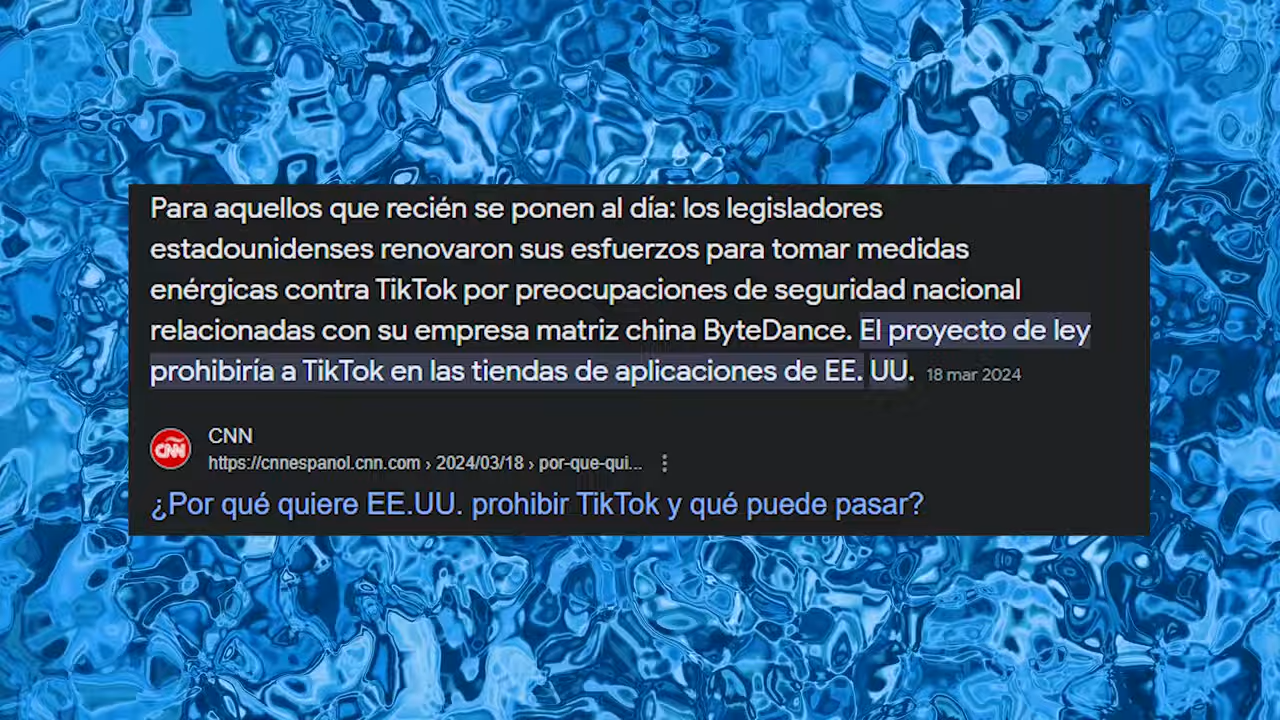 Para aquellos que recién se ponen al día: los legisladores
estadounidenses renovaron sus esfuerzos para tomar medidas
enérgicas contra TikTok por preocupaciones de seguridad nacional
relacionadas con su empresa matriz china ByteDance. El proyecto de ley
prohibiría a TikTok en las tiendas de aplicaciones de EE. UU. 18 mar 2024
CNN
CNN
https://cnnespanol.cnn.com › 2024/03/18 › por-que-qui...
¿Por qué quiere EE.UU. prohibir TikTok y qué puede pasar?